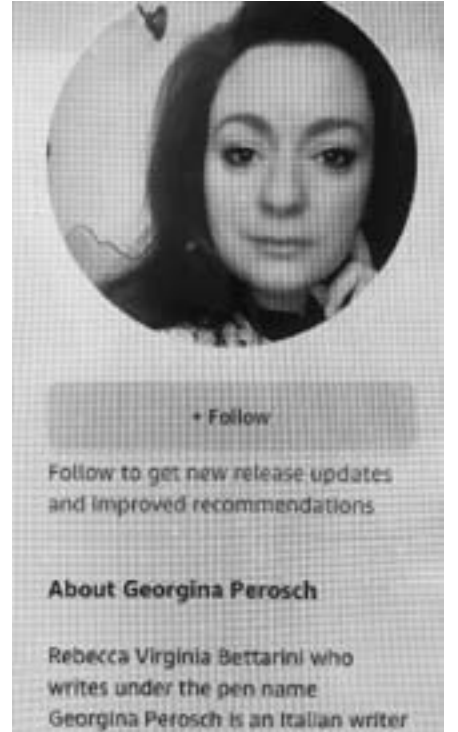 + Follow
Follow to get new release updates
and improved recommendations
About Georgina Perosch
Rebecca Virginia Bettarini who
writes under the pen name
Georgina Perosch is an Italian writer